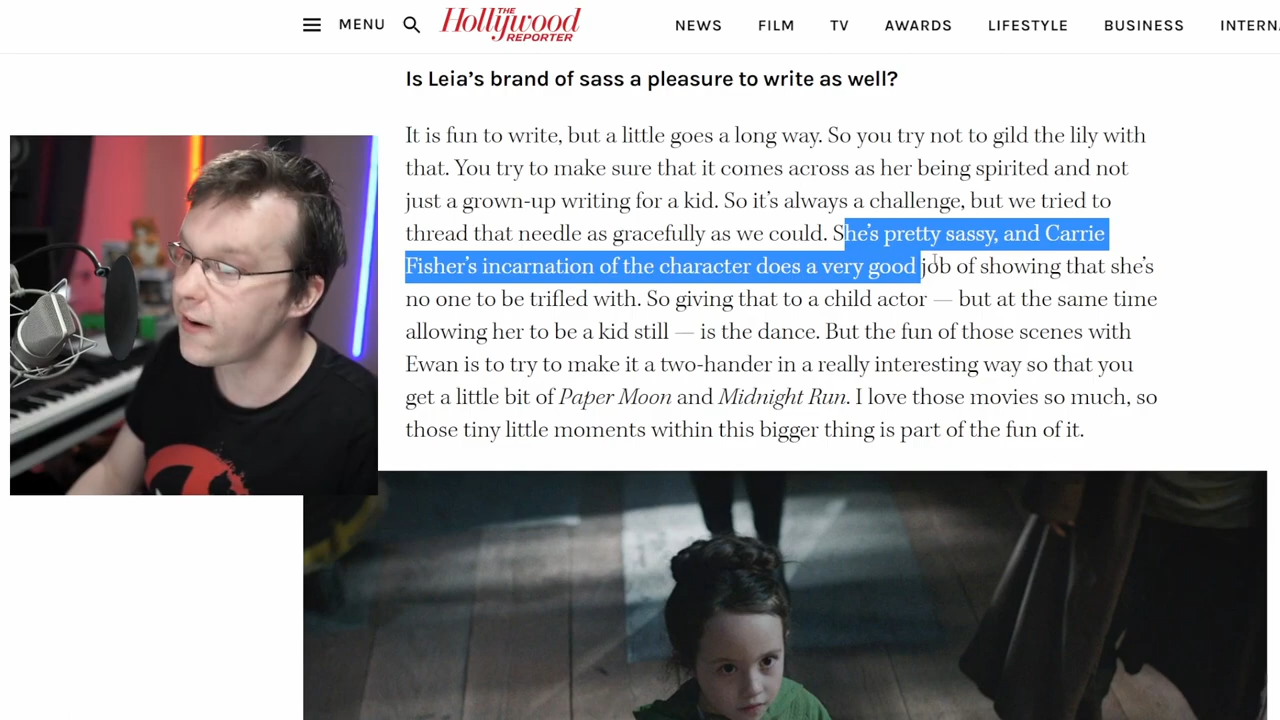 MENU
THE
Hollywood
REPORTER
NEWS FILM TV AWARDS LIFESTYLE BUSINESS INTERNA
Is Leia’s brand of sass a pleasure to write as well?
It is fun to write, but a little goes a long way. So you try not to gild the lily with
that. You try to make sure that it comes across as her being spirited and not
just a grown-up writing for a kid. So it’s always a challenge, but we tried to
thread that needle as gracefully as we could. She’s pretty sassy, and Carrie
Fisher’s incarnation of the character does a very good job of showing that she’s
no one to be trifled with. So giving that to a child actor — but at the same time
allowing her to be a kid still — is the dance. But the fun of those scenes with
Ewan is to try to make it a two-hander in a really interesting way so that you
get a little bit of Paper Moon and Midnight Run. I love those movies so much, so
those tiny little moments within this bigger thing is part of the fun of it.